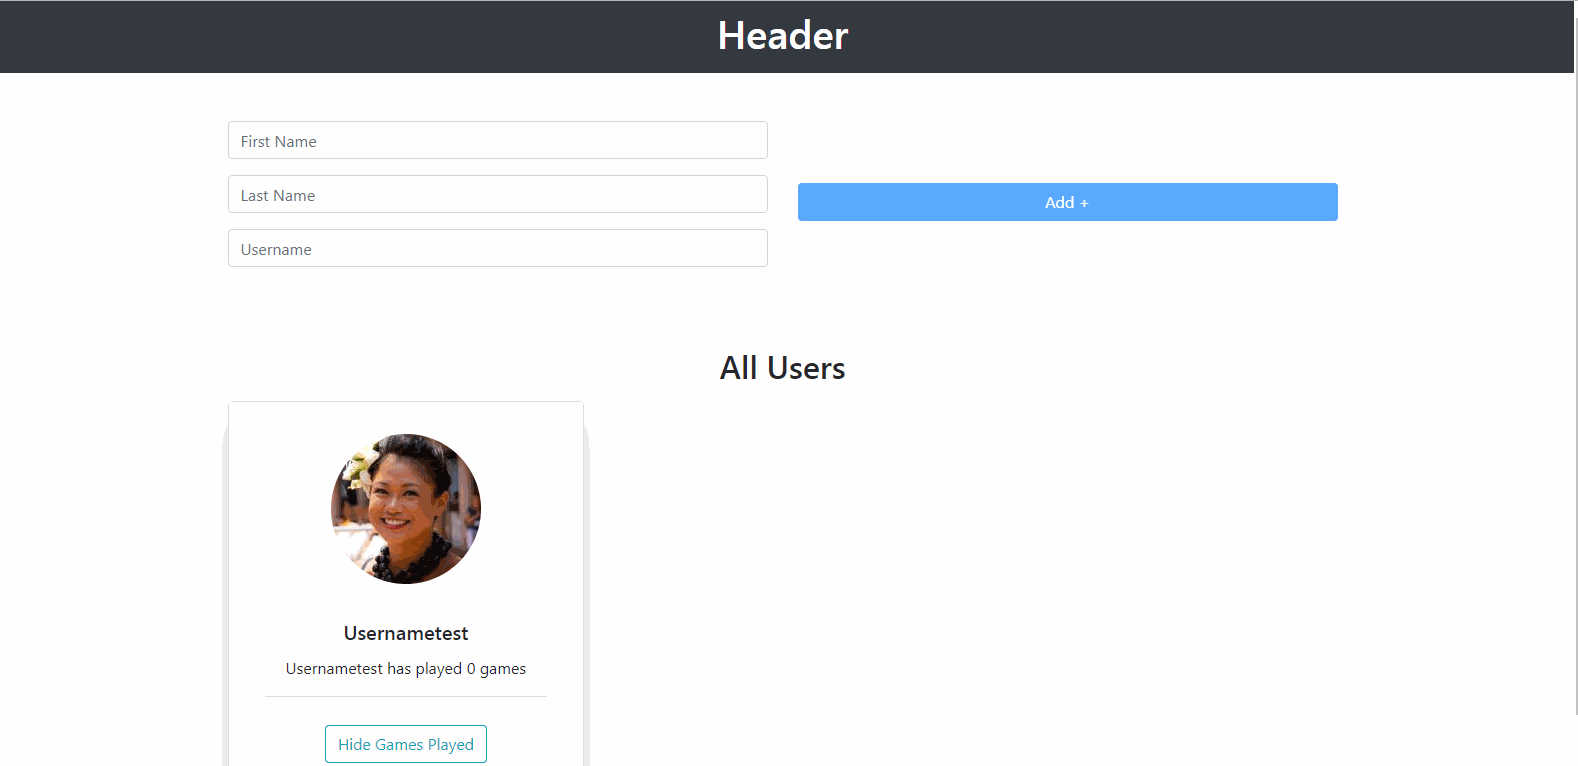 Header
First Name
Last Name
Add +
Username
All Users
Usernametest
Usernametest has played 0 games
Hide Games Played